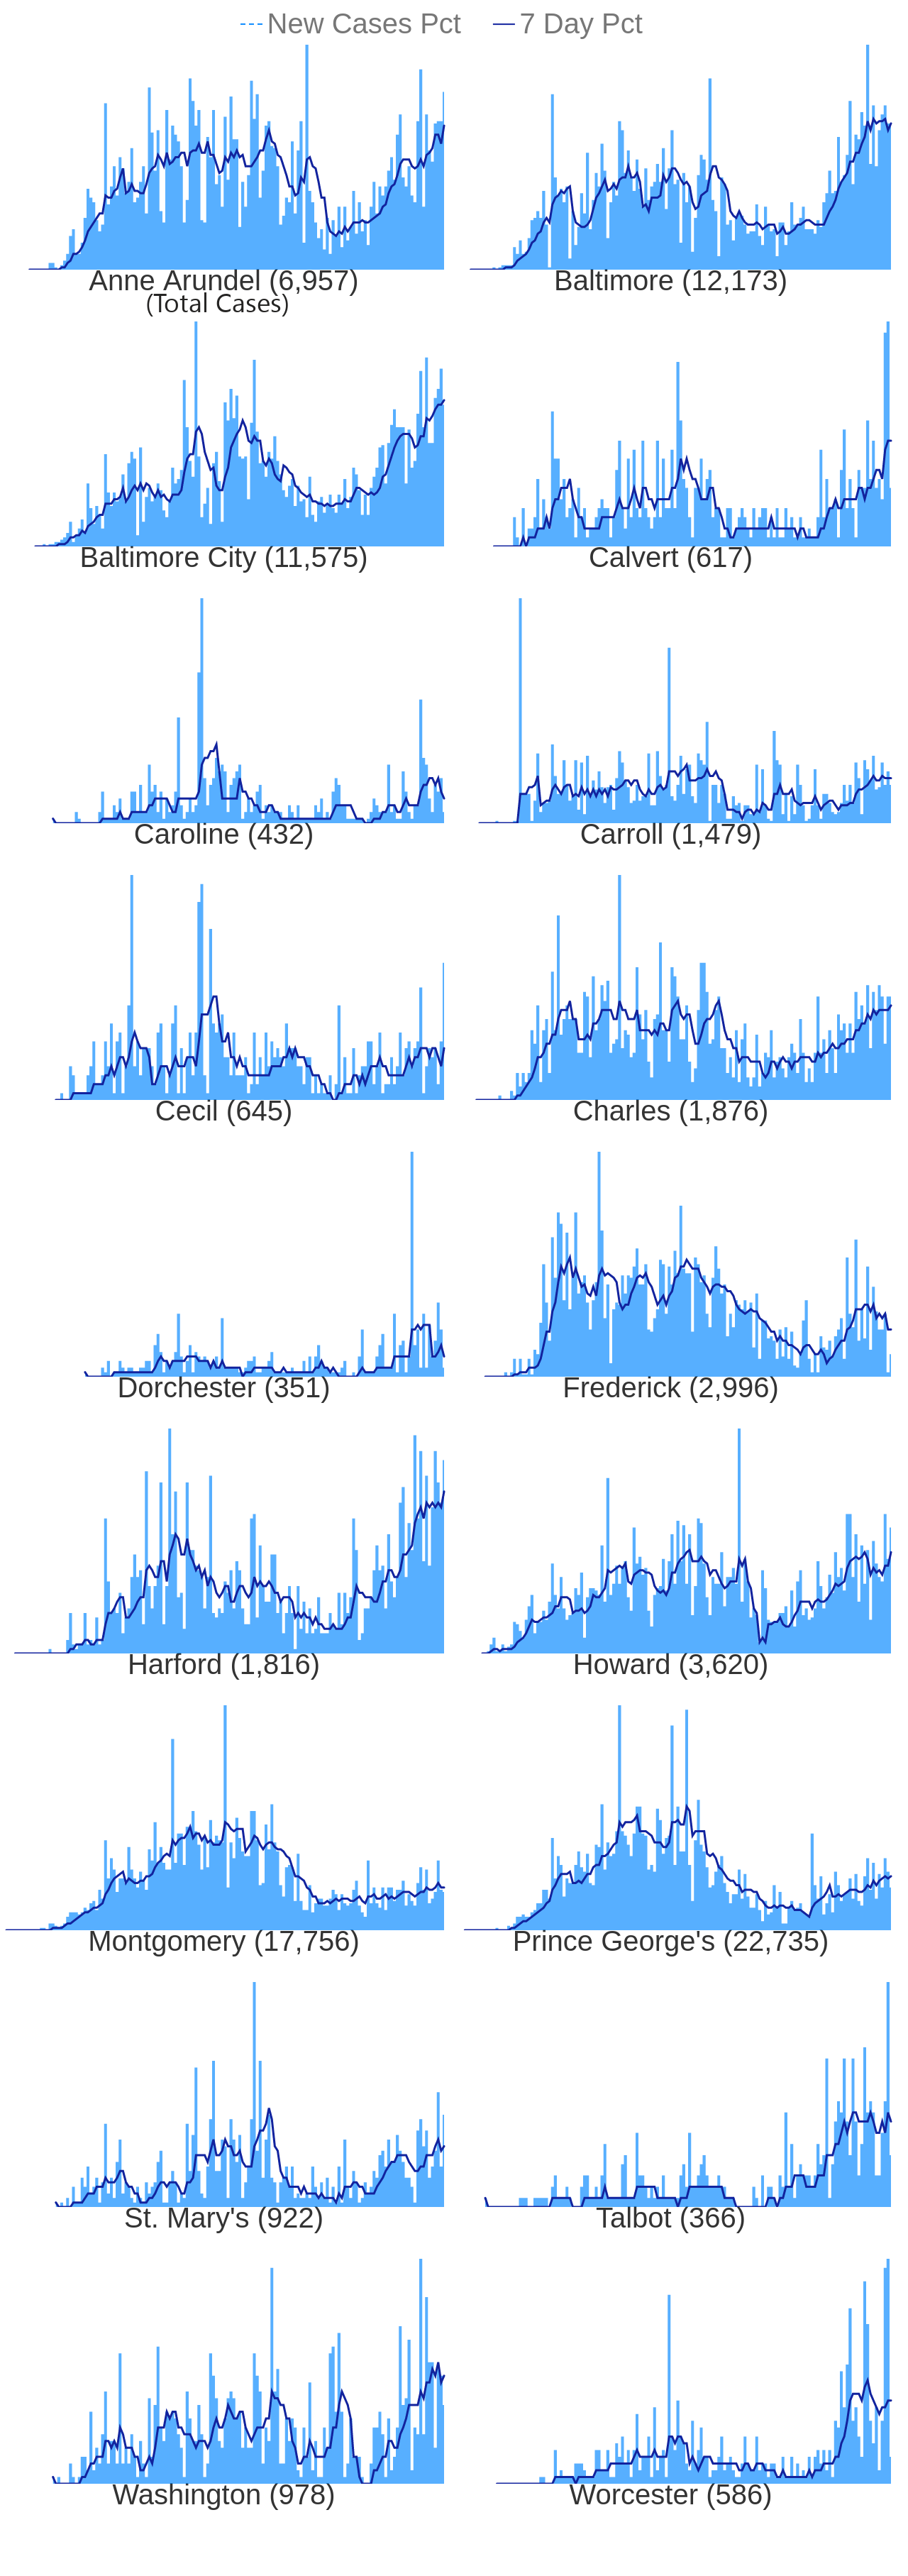 New Cases Pct 7 Day Pct
Anne Arundel (6,957) Baltimore (12,173)
(Total Cases)
Baltimore City (11,575) Calvert (617)
Caroline (432) Carroll (1,479)
Cecil (645) Charles (1,876)
Dorchester (351) Frederick (2,996)
Harford (1,816) Howard (3,620)
Montgomery (17,756) Prince George's (22,735)
St. Mary's (922) Talbot (366)
Washington (978) Worcester (586)